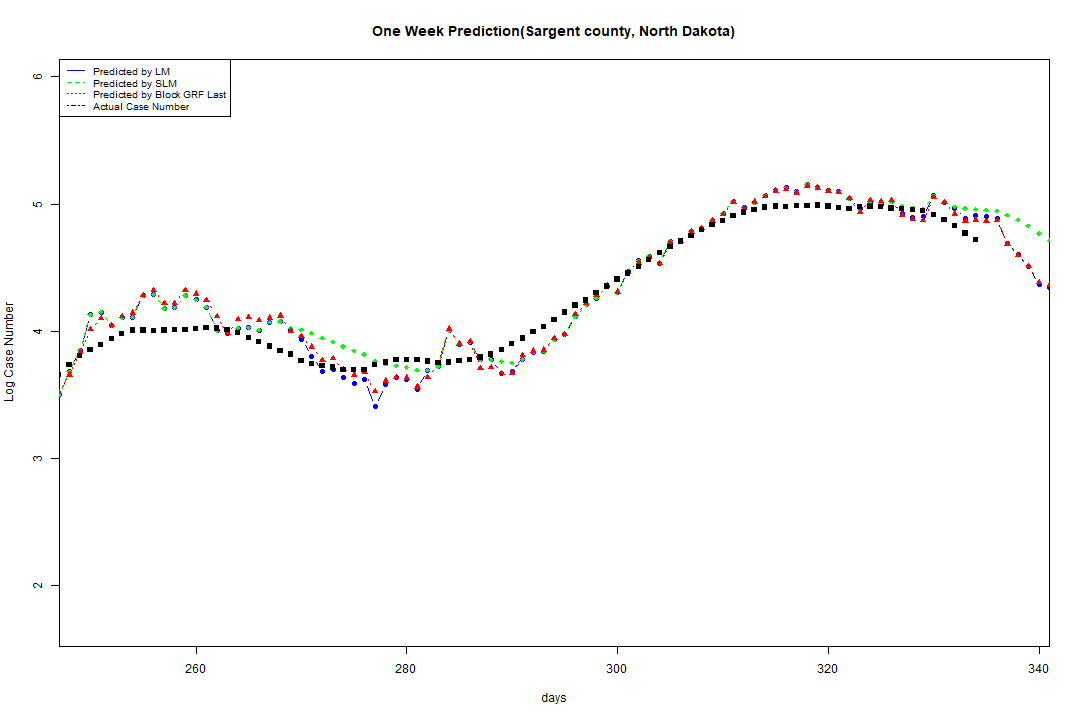 One Week Prediction(Sargent county, North Dakota)
Predicted by LM
Predicted by SLM
Predicted by Block GRF Last
Actual Case Number
Log Case Number
6
5
4
3
2
260 280 300 320 340
days